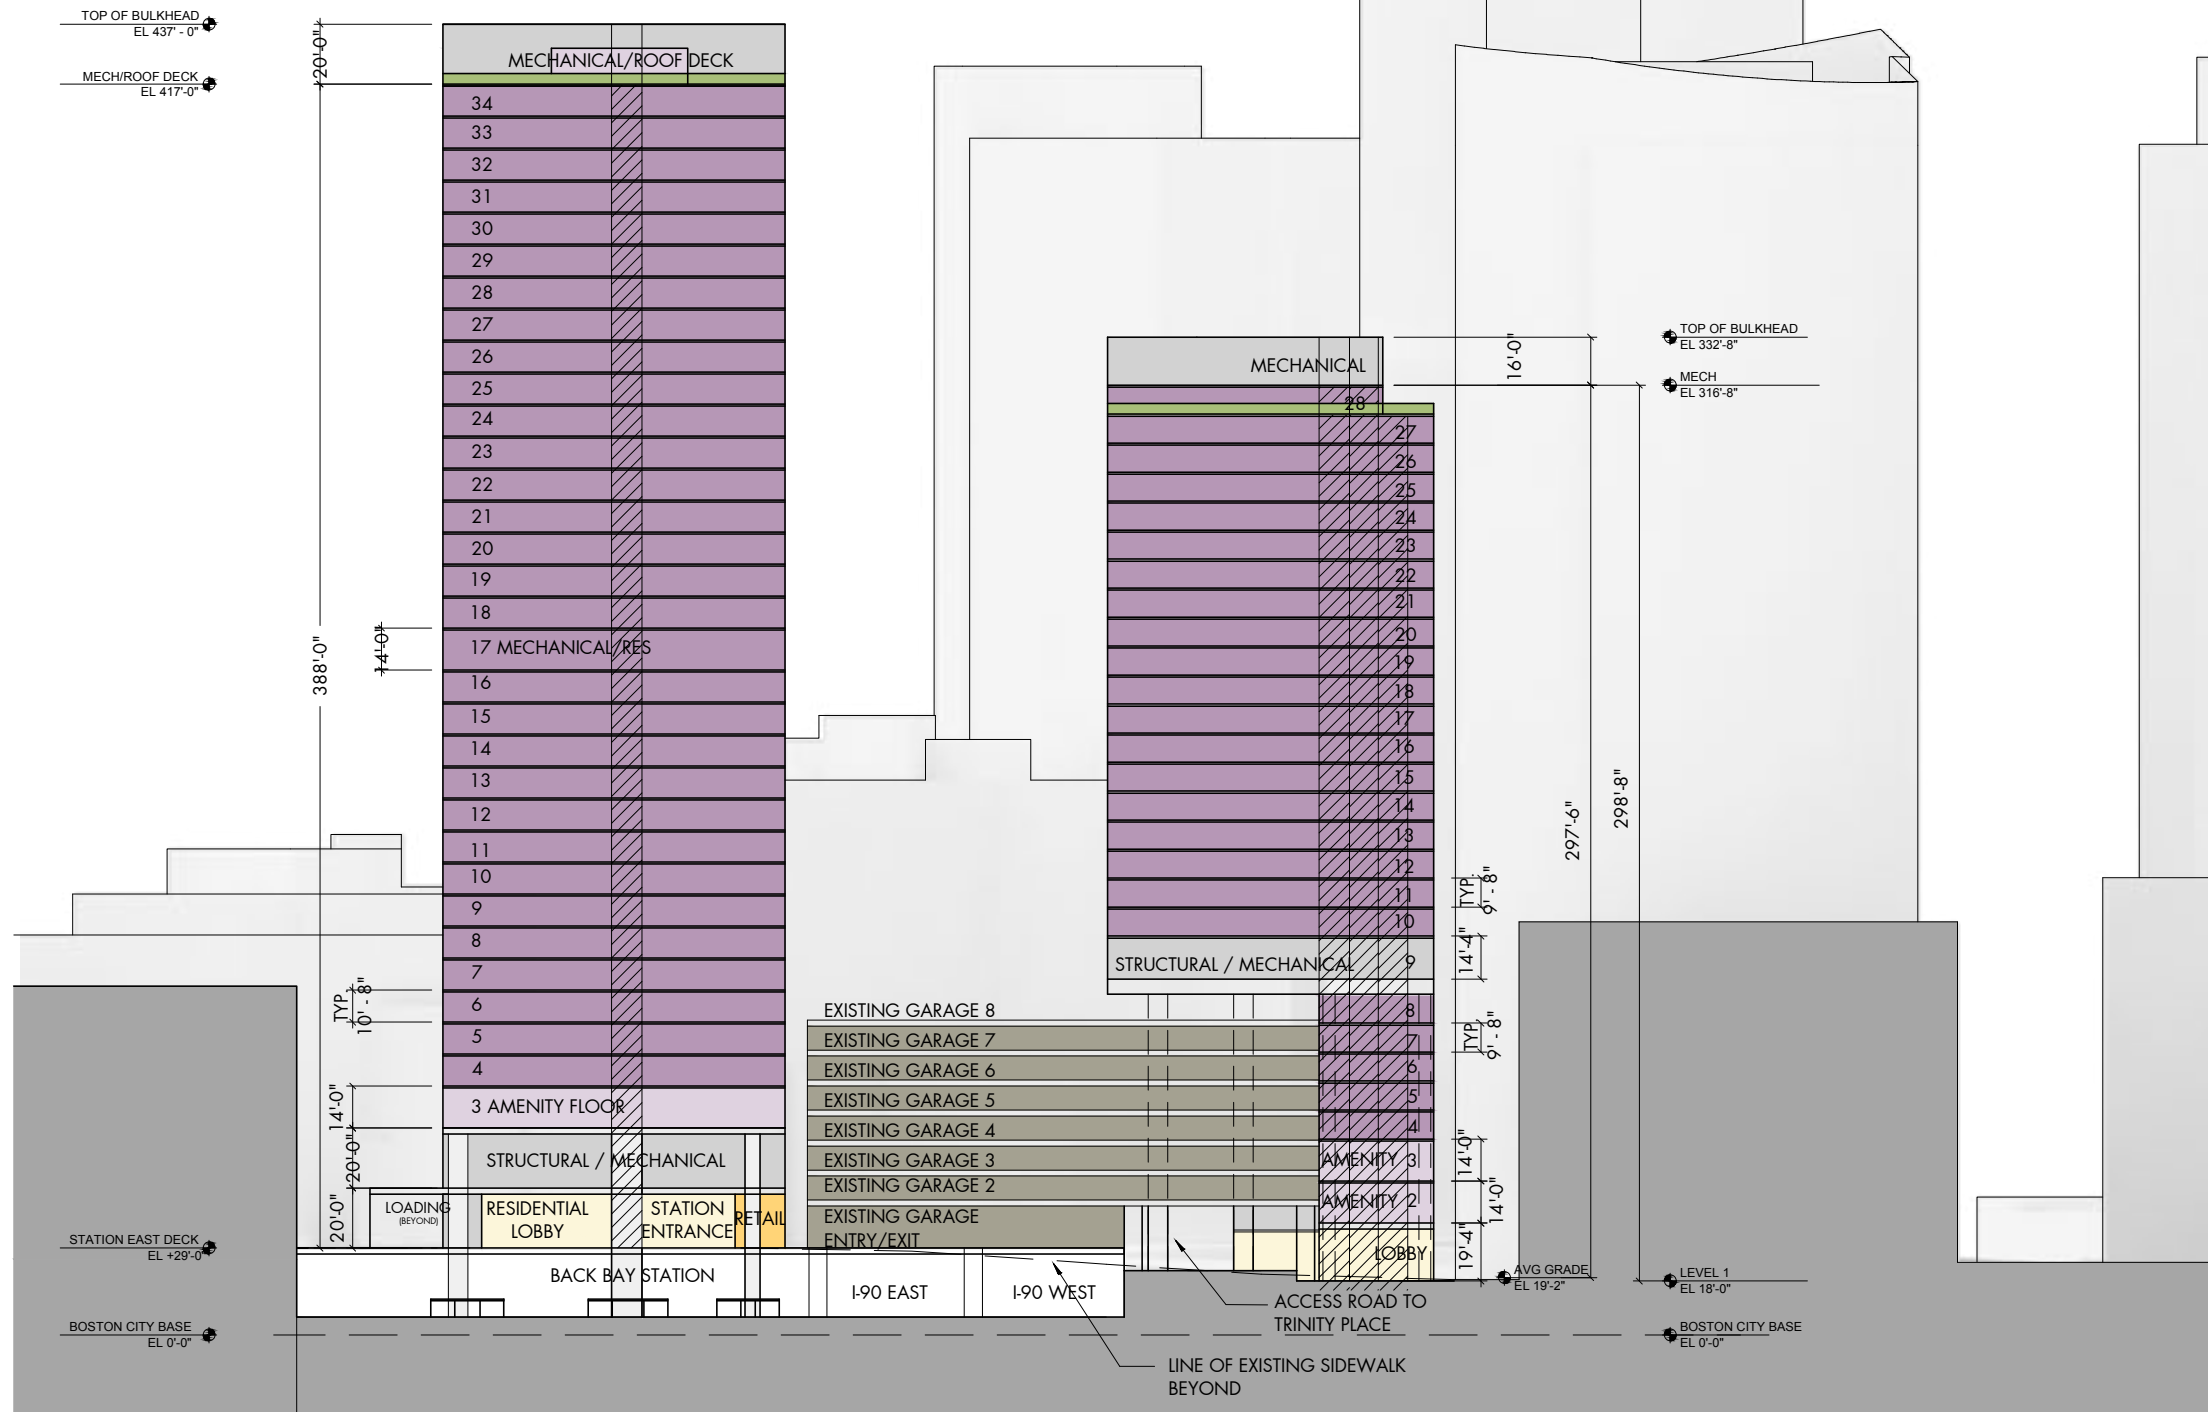 TOP OF BULKHEAD
EL 437' - 0"
MECH/ROOF DECK
EL 417'-0"
20'-0"
388'-0"
14'-0"
TYP.
10' - 8"
14'-0"
20'-0"
20'-0"
STATION EAST DECK
EL +29'-0"
BOSTON CITY BASE
EL 0'-0"
MECHANICAL/ROOF DECK
34
33
32
31
30
29
28
27
26
25
24
23
22
21
20
19
18
17 MECHANICAL/RES
16
15
14
13
12
11
10
9
8
7
6
5
4
3 AMENITY FLOOR
STRUCTURAL / MECHANICAL
LOADING
(BEYOND)
RESIDENTIAL
LOBBY
STATION
ENTRANCE
RETAIL
BACK BAY STATION
I-90 EAST
I-90 WEST
EXISTING GARAGE 8
EXISTING GARAGE 7
EXISTING GARAGE 6
EXISTING GARAGE 5
EXISTING GARAGE 4
EXISTING GARAGE 3
EXISTING GARAGE 2
EXISTING GARAGE
ENTRY/EXIT
MECHANICAL
28
27
26
25
24
23
22
21
20
19
18
17
16
15
14
13
12
11
10
STRUCTURAL / MECHANICAL 9
8
7
6
5
4
AMENITY 3
AMENITY 2
LOBBY
16'-0"
297'-6"
298'-8"
TYP.
9' - 8"
14'-4"
TYP.
9' - 8"
14'-0"
14'-0"
19'-4"
TOP OF BULKHEAD
EL 332'-8"
MECH
EL 316'-8"
AVG GRADE
EL 19'-2"
LEVEL 1
EL 18'-0"
BOSTON CITY BASE
EL 0'-0"
ACCESS ROAD TO
TRINITY PLACE
LINE OF EXISTING SIDEWALK
BEYOND